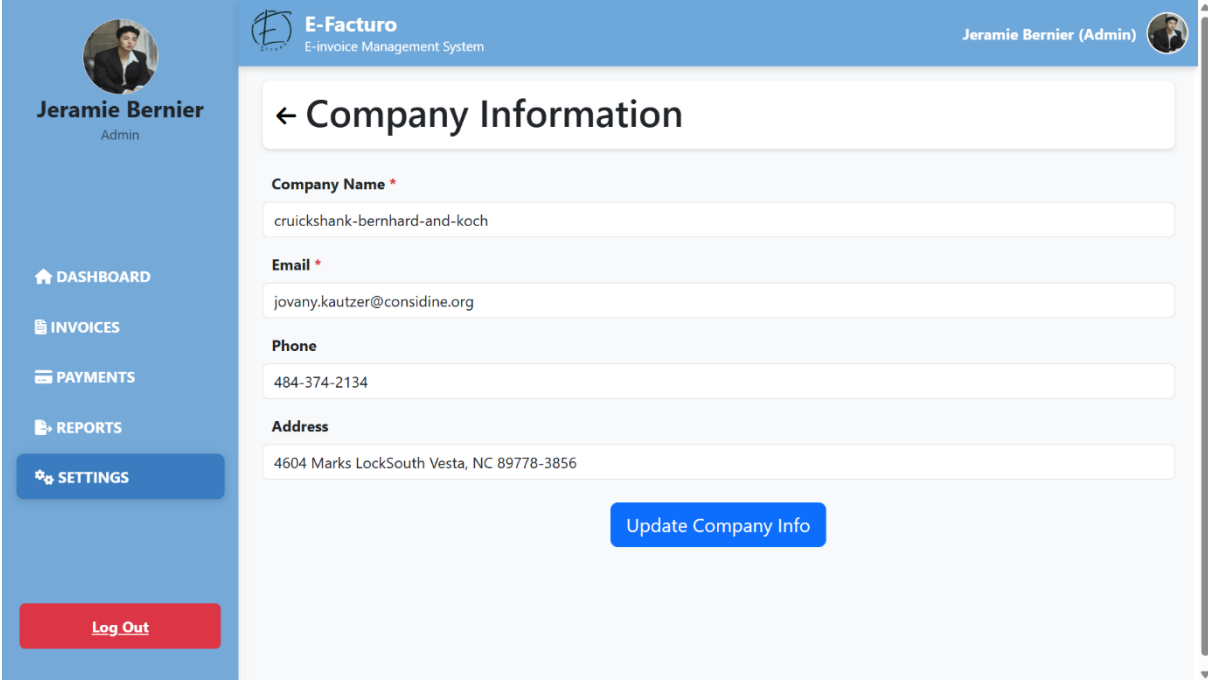 Jeramie Bernier
Admin
DASHBOARD
INVOICES
PAYMENTS
REPORTS
SETTINGS
Log Out
E-Facturo
E-invoice Management System
Jeramie Bernier (Admin)
← Company Information
Company Name *
cruickshank-bernhard-and-koch
Email *
jovany.kautzer@considine.org
Phone
484-374-2134
Address
4604 Marks LockSouth Vesta, NC 89778-3856
Update Company Info